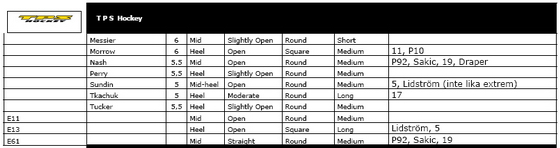 TPS
HOCKEY
T P S Hockey
Messier 6 Mid Slightly Open Round Short
Morrow 6 Heel Open Square Medium 11, P10
Nash 5.5 Mid Open Round Medium P92, Sakic, 19, Draper
Perry 5.5 Heel Slightly Open Round Medium
Sundin 5 Mid-heel Open Round Medium 5, Lidström (inte lika extrem)
Tkachuk 5 Heel Moderate Round Long 17
Tucker 5.5 Heel Slightly Open Round Medium
E11 Mid Open Round Medium
E13 Heel Open Square Long Lidström, 5
E61 Mid Straight Round Medium P92, Sakic, 19